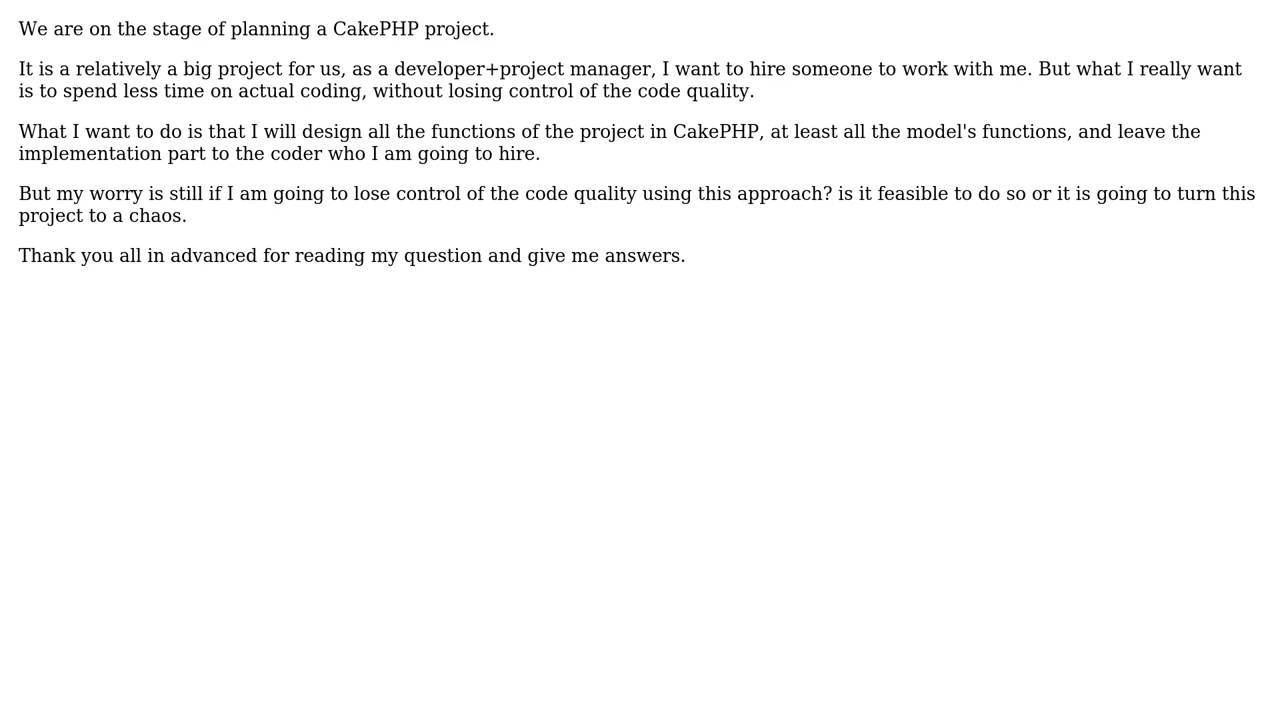 We are on the stage of planning a CakePHP project.
It is a relatively a big project for us, as a developer+project manager, I want to hire someone to work with me. But what I really want
is to spend less time on actual coding, without losing control of the code quality.
What I want to do is that I will design all the functions of the project in CakePHP, at least all the model's functions, and leave the
implementation part to the coder who I am going to hire.
But my worry is still if I am going to lose control of the code quality using this approach? is it feasible to do so or it is going to turn this
project to a chaos.
Thank you all in advanced for reading my question and give me answers.